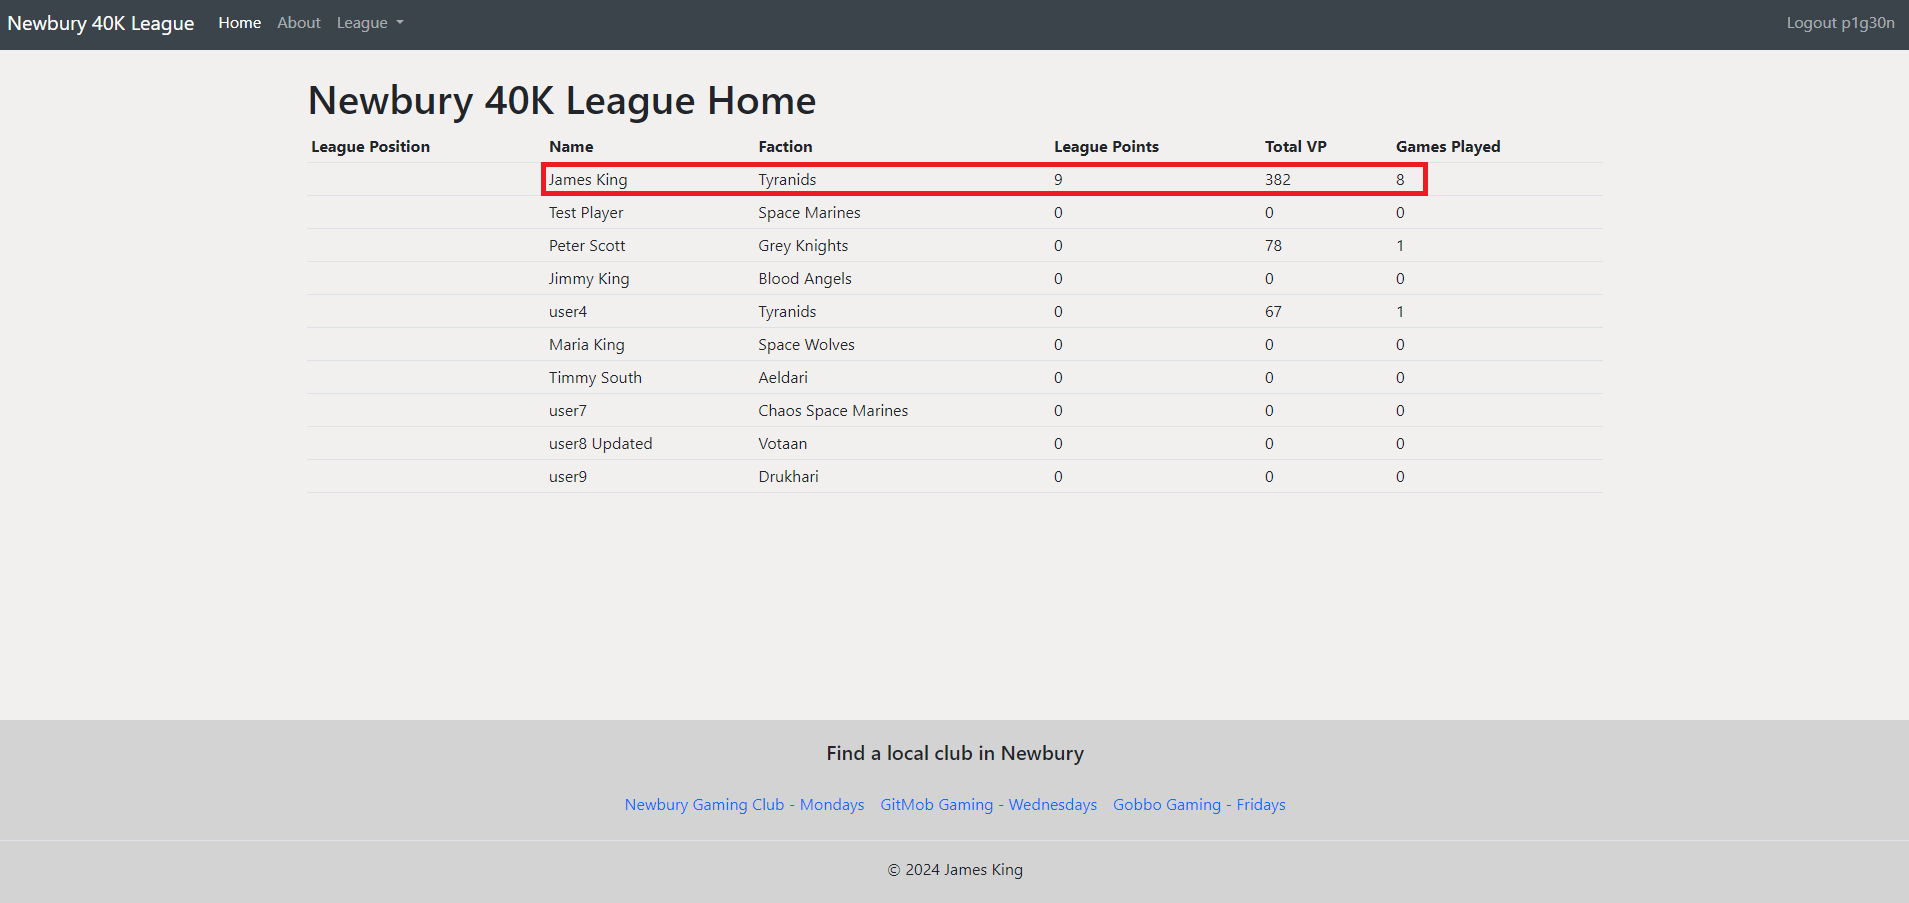 Newbury 40K League Home About League Logout p1g30n
Newbury 40K League Home
League Position Name Faction League Points Total VP Games Played
James King Tyranids 9 382 8
Test Player Space Marines 0 0 0
Peter Scott Grey Knights 0 78 1
Jimmy King Blood Angels 0 0 0
user4 Tyranids 0 67 1
Maria King Space Wolves 0 0 0
Timmy South Aeldari 0 0 0
user7 Chaos Space Marines 0 0 0
user8 Updated Votaan 0 0 0
user9 Drukhari 0 0 0
Find a local club in Newbury
Newbury Gaming Club - Mondays GitMob Gaming - Wednesdays Gobbo Gaming - Fridays
© 2024 James King